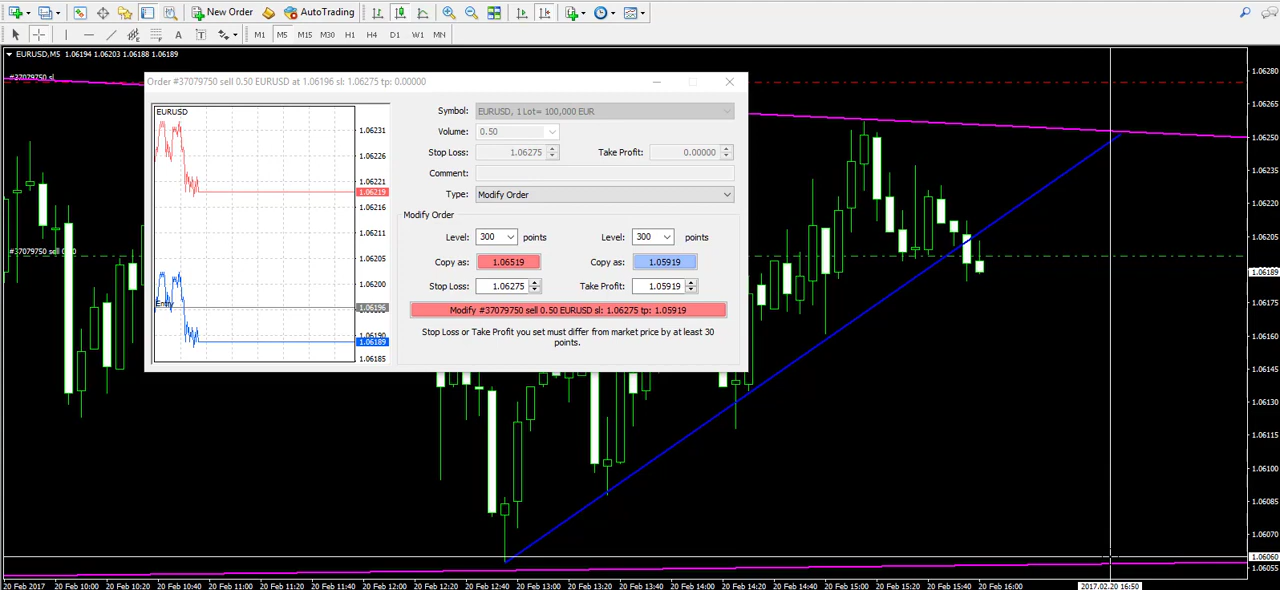 New Order AutoTrading
A T M1 M5 M15 M30 H1 H4 D1 W1 MN
EURUSD,M5 1.06194 1.06203 1.06188 1.06189
#37079750 sl
Order #37079750 sell 0.50 EURUSD at 1.06196 sl: 1.06275 tp: 0.00000
EURUSD
1.06231
1.06226
1.06221
1.06219
1.06216
1.06211
1.06205
1.06200
1.06196
1.06190
1.06189
1.06185
Entry
Symbol: EURUSD, 1 Lot= 100,000 EUR
Volume: 0.50
Stop Loss: 1.06275 Take Profit: 0.00000
Comment:
Type: Modify Order
Modify Order
Level: 300 points Level: 300 points
Copy as: 1.06519 Copy as: 1.05919
Stop Loss: 1.06275 Take Profit: 1.05919
Modify #37079750 sell 0.50 EURUSD sl: 1.06275 tp: 1.05919
Stop Loss or Take Profit you set must differ from market price by at least 30
points.
1.06280
1.06265
1.06250
1.06235
1.06220
1.06205
1.06189
1.06175
1.06160
1.06145
1.06130
1.06115
1.06100
1.06085
1.06070
1.06060
1.06055
20 Feb 2017 20 Feb 10:00 20 Feb 10:20 20 Feb 10:40 20 Feb 11:00 20 Feb 11:20 20 Feb 11:40 20 Feb 12:00 20 Feb 12:20 20 Feb 12:40 20 Feb 13:00 20 Feb 13:20 20 Feb 13:40 20 Feb 14:00 20 Feb 14:20 20 Feb 14:40 20 Feb 15:00 20 Feb 15:20 20 Feb 15:40 20 Feb 16:00 2017.02.20 16:50